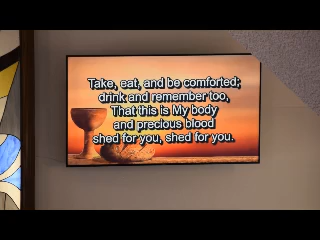 Take, eat, and be comforted;
drink and remember too,
That this is My body
and precious blood
shed for you, shed for you.